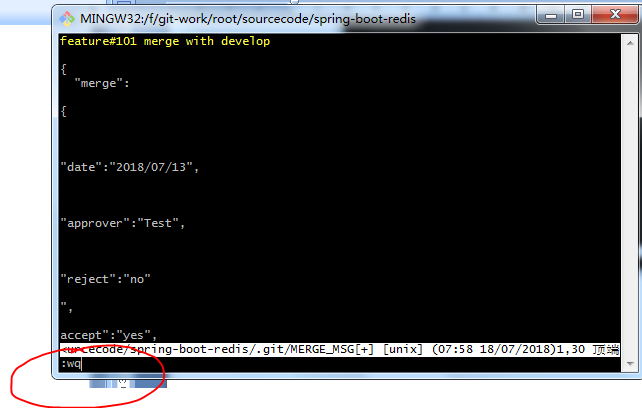 MINGW32:/f/git-work/root/sourcecode/spring-boot-redis
feature#101 merge with develop
{
"merge":
{
"date":"2018/07/13",
"approver":"Test",
"reject":"no"
",
accept":"yes",
<urcecode/spring-boot-redis/.git/MERGE_MSG[+] [unix] (07:58 18/07/2018)1,30 顶端
:wq